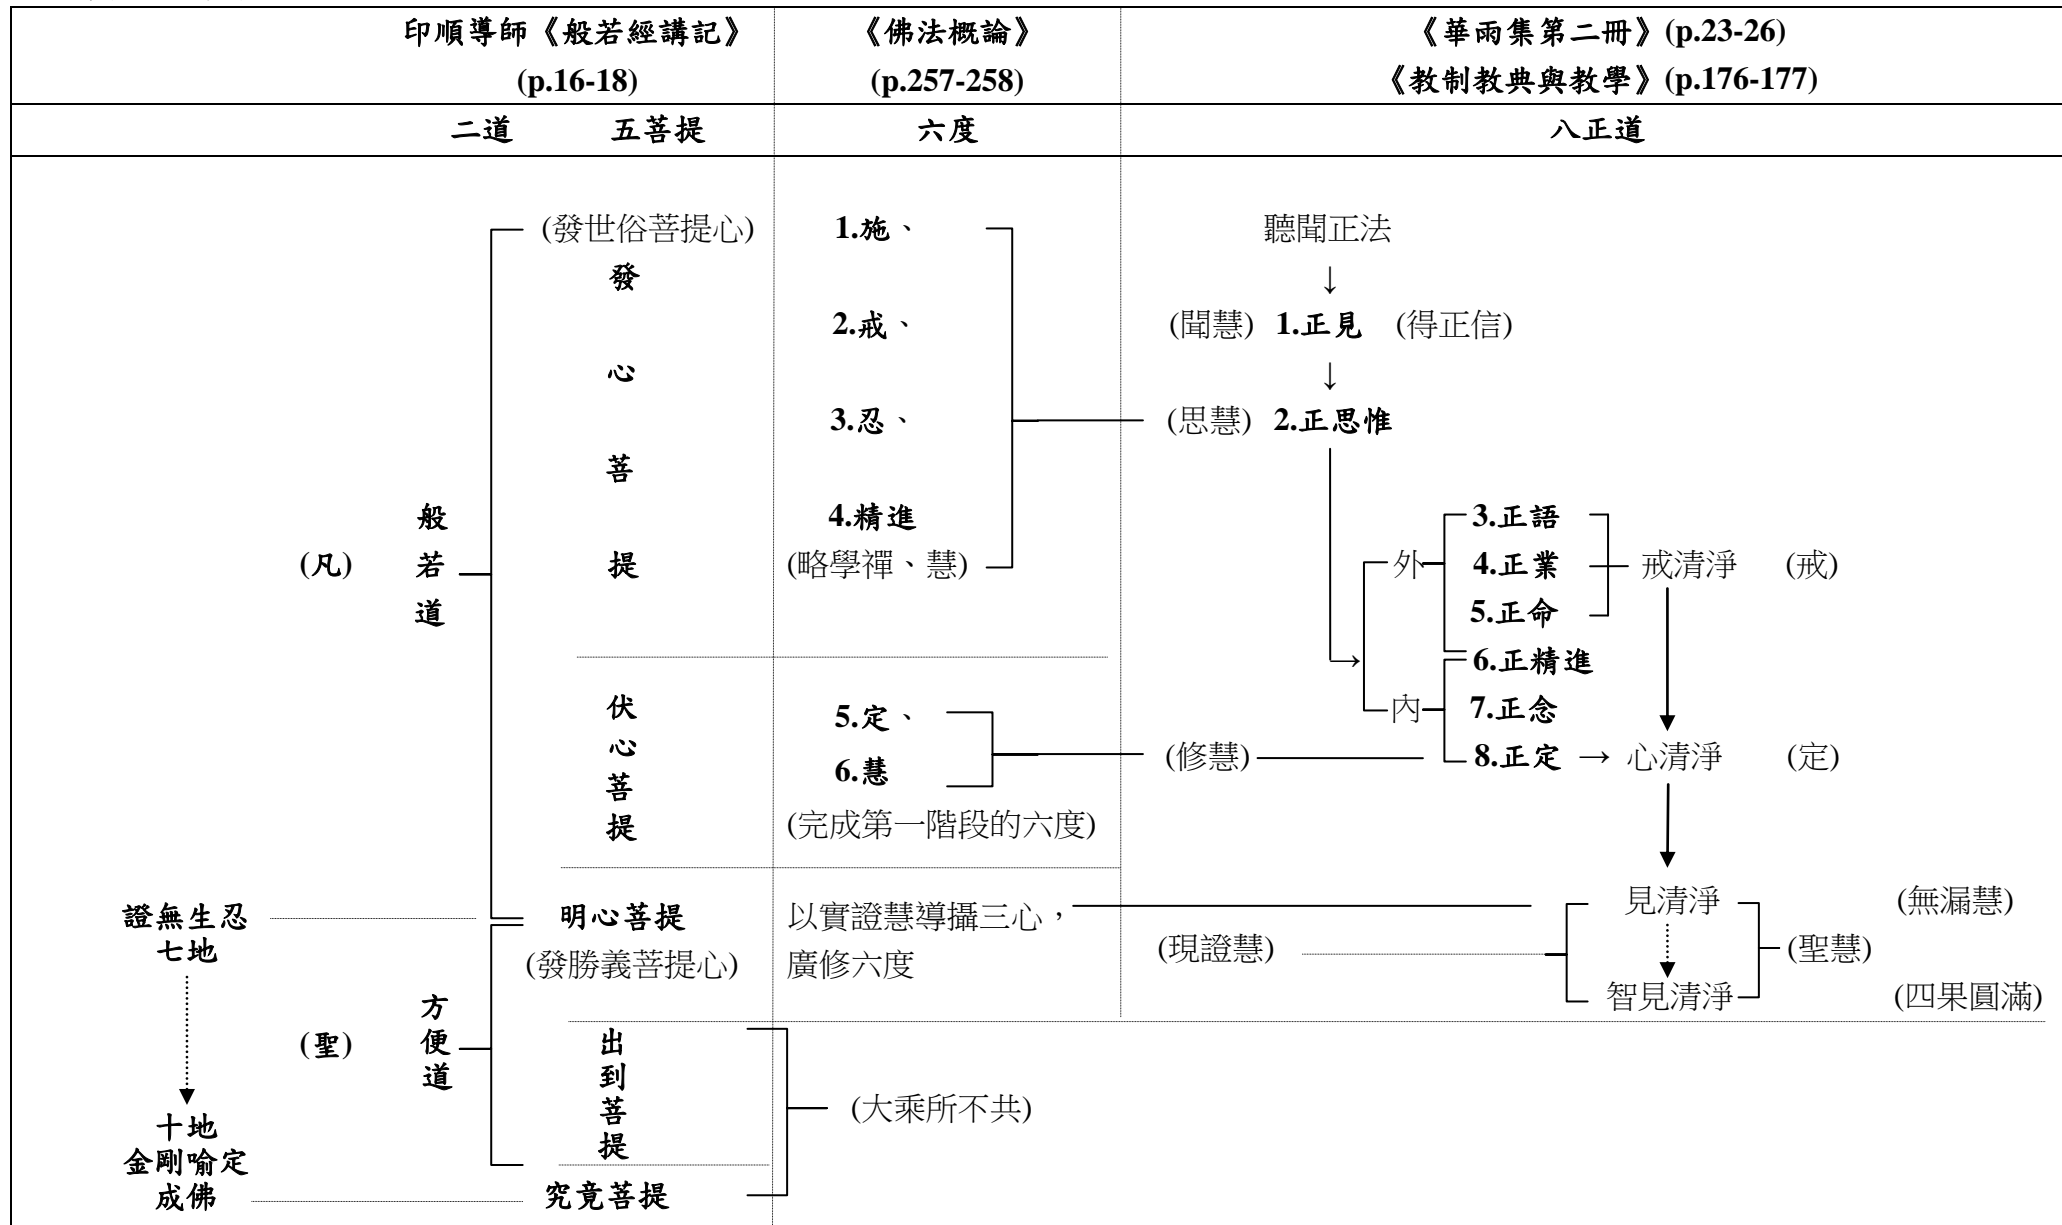 印順導師《般若經講記》 《佛法概論》 《華雨集第二冊》(p.23-26)
(p.16-18) (p.257-258) 《教制教典與教學》(p.176-177)
二道 五菩提 六度 八正道
(發世俗菩提心) 1.施、 聽聞正法
發
↓
心
菩
提
2.戒、 (聞慧) 1.正見 (得正信)
↓
3.忍、 (思慧) 2.正思惟
4.精進 3.正語
(略學禪、慧) 外 4.正業 戒清淨 (戒)
5.正命
(凡) 般若道
→ 6.正精進
伏心菩提
5.定、 內 7.正念
6.慧 (修慧) 8.正定 → 心清淨 (定)
(完成第一階段的六度)
證無生忍 明心菩提 以實證慧導攝三心， 見清淨 (無漏慧)
七地 (發勝義菩提心) 廣修六度 (現證慧) (聖慧)
智見清淨 (四果圓滿)
(聖) 方便道
出到菩提
(大乘所不共)
十地
金剛喻定
成佛 究竟菩提